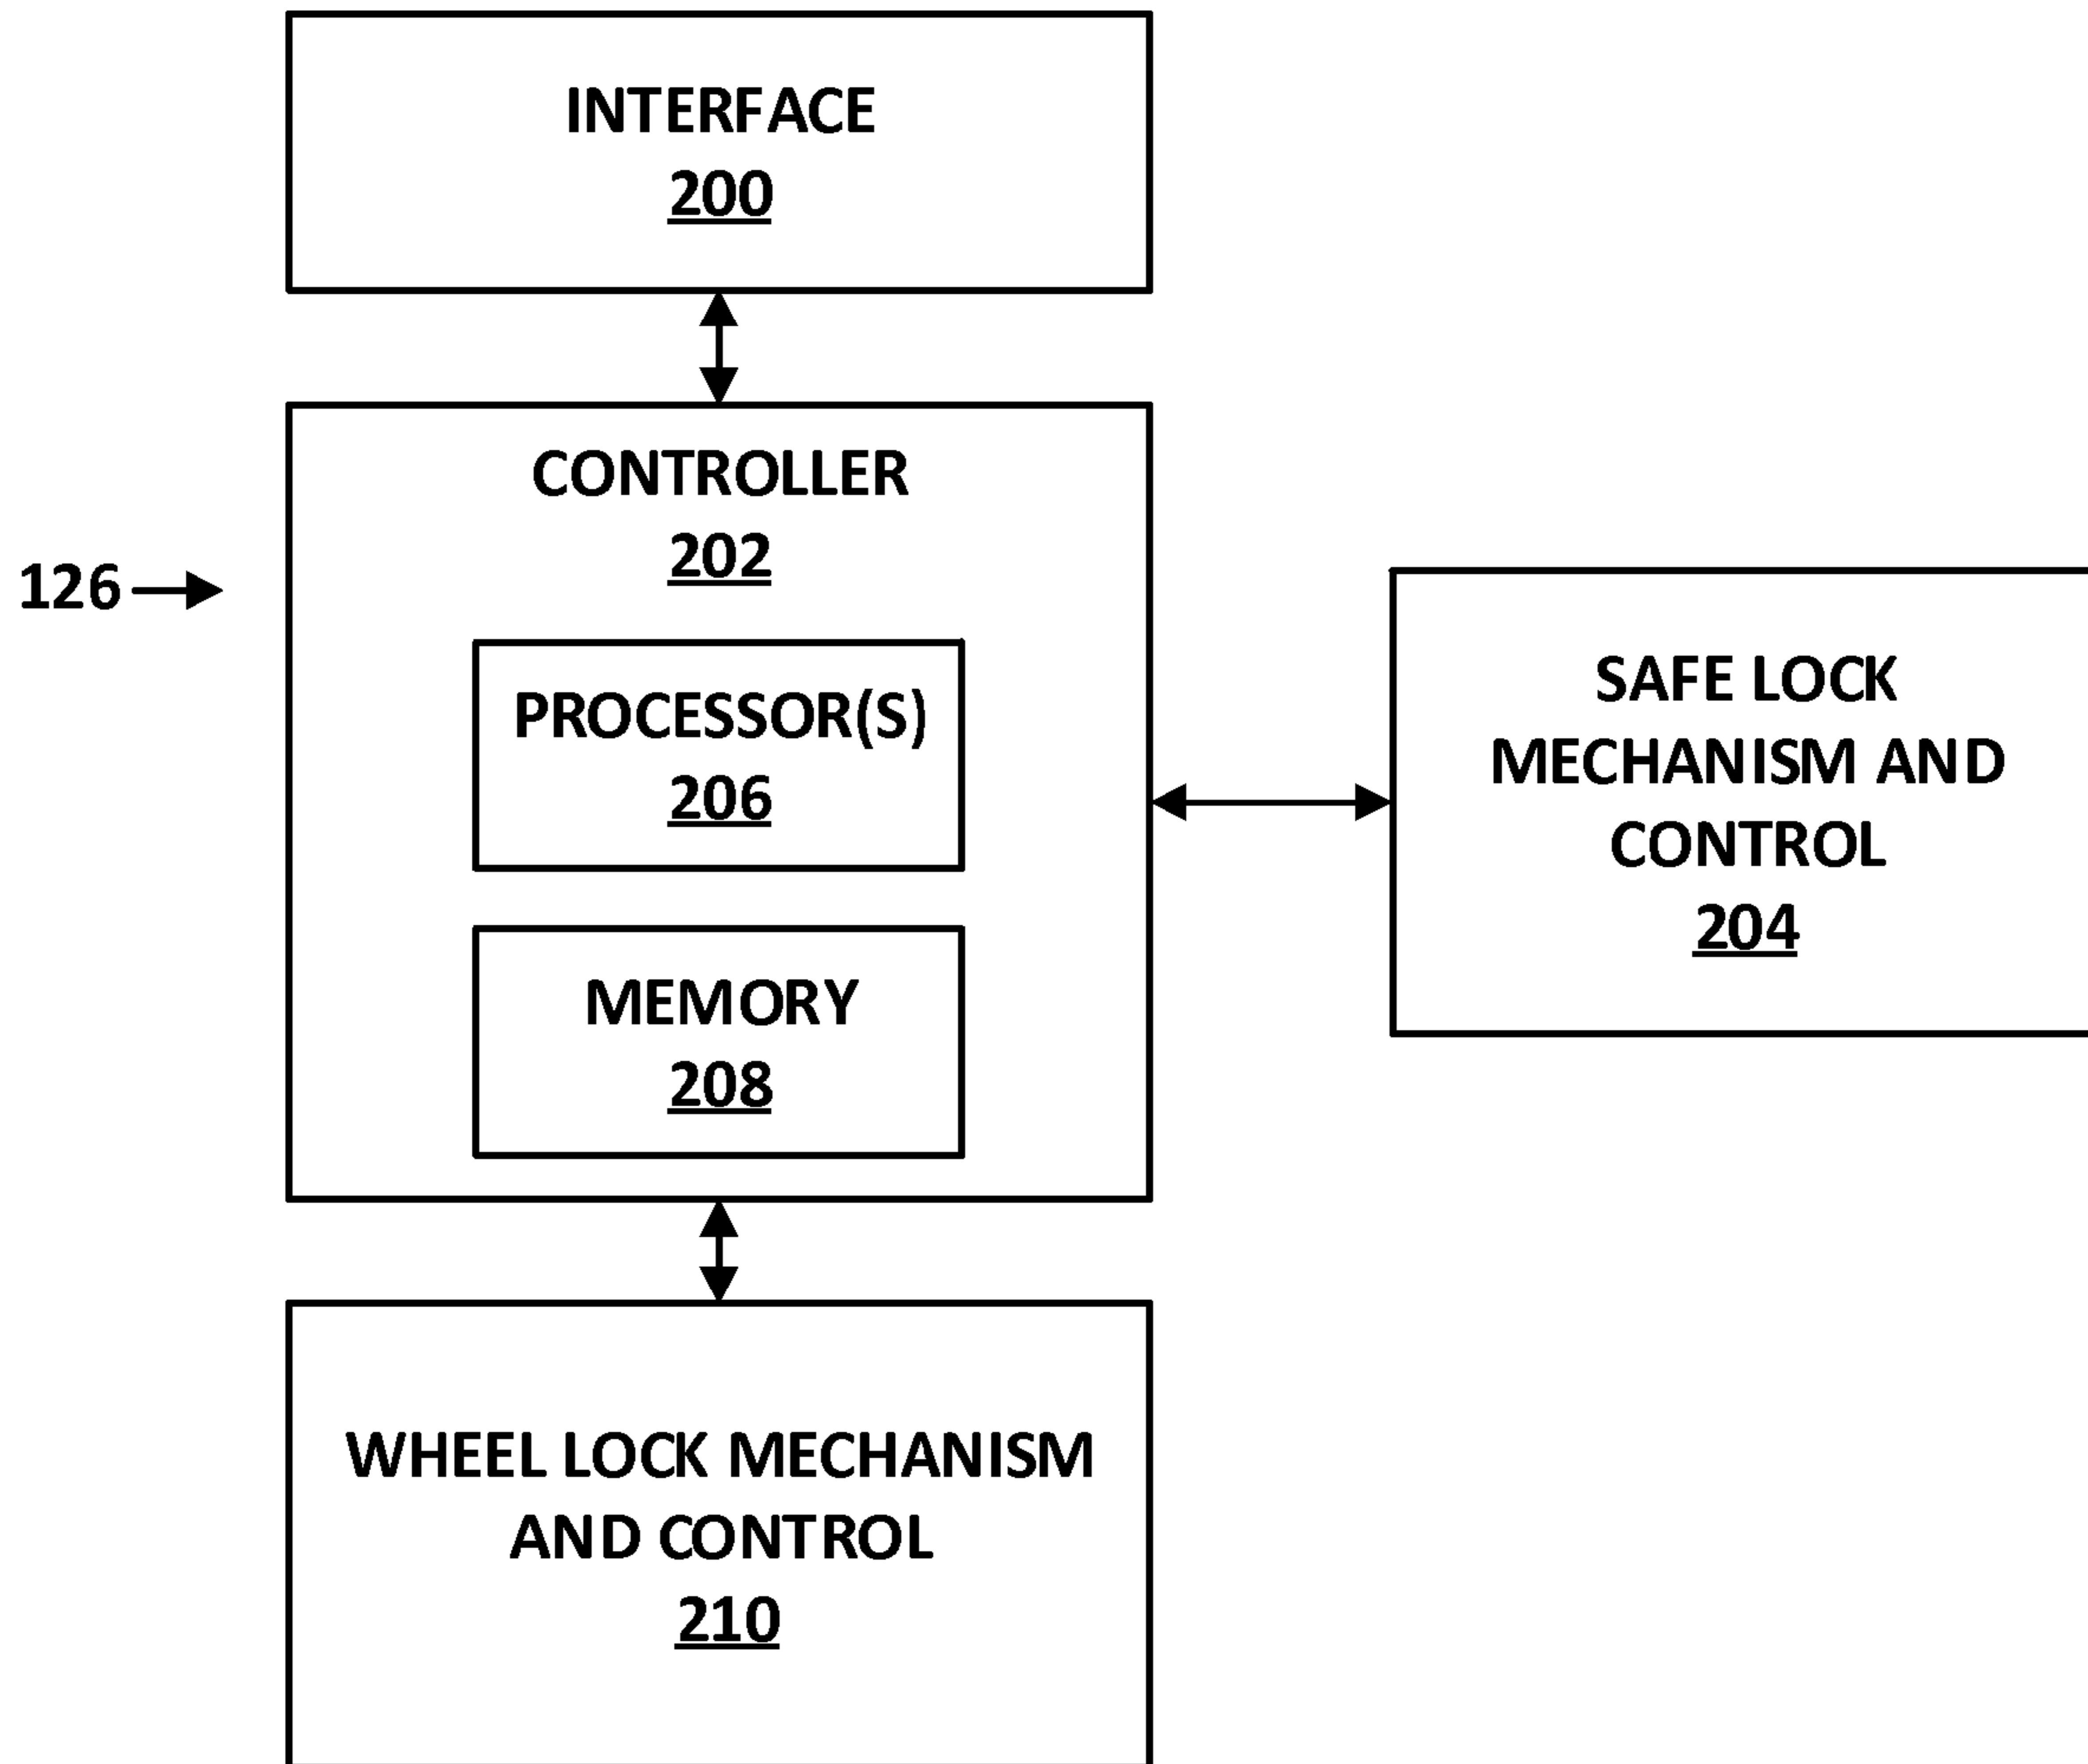 INTERFACE
200
CONTROLLER
202
126
PROCESSOR(S)
206
MEMORY
208
SAFE LOCK
MECHANISM AND
CONTROL
204
WHEEL LOCK MECHANISM
AND CONTROL
210